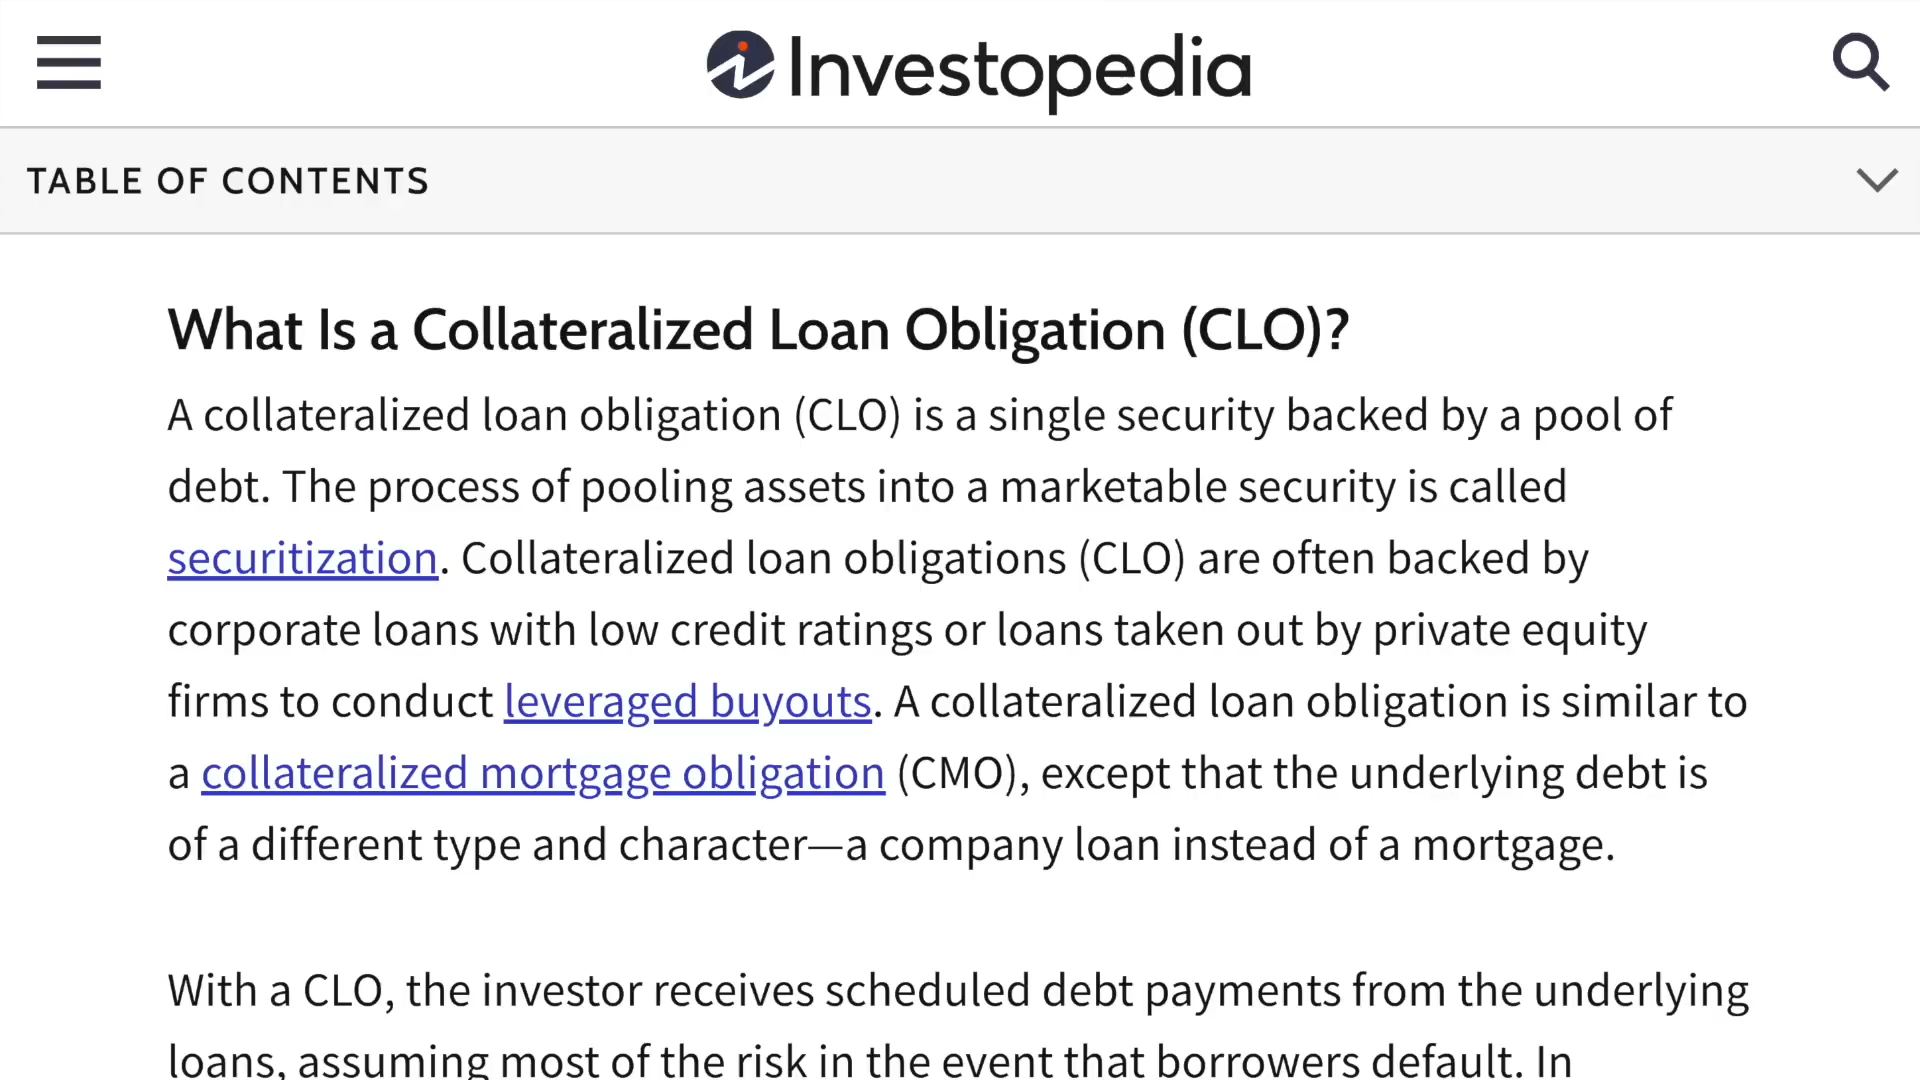 Investopedia
TABLE OF CONTENTS
What Is a Collateralized Loan Obligation (CLO)?
A collateralized loan obligation (CLO) is a single security backed by a pool of
debt. The process of pooling assets into a marketable security is called
securitization. Collateralized loan obligations (CLO) are often backed by
corporate loans with low credit ratings or loans taken out by private equity
firms to conduct leveraged buyouts. A collateralized loan obligation is similar to
a collateralized mortgage obligation (CMO), except that the underlying debt is
of a different type and character—a company loan instead of a mortgage.
With a CLO, the investor receives scheduled debt payments from the underlying
loans, assuming most of the risk in the event that borrowers default. In